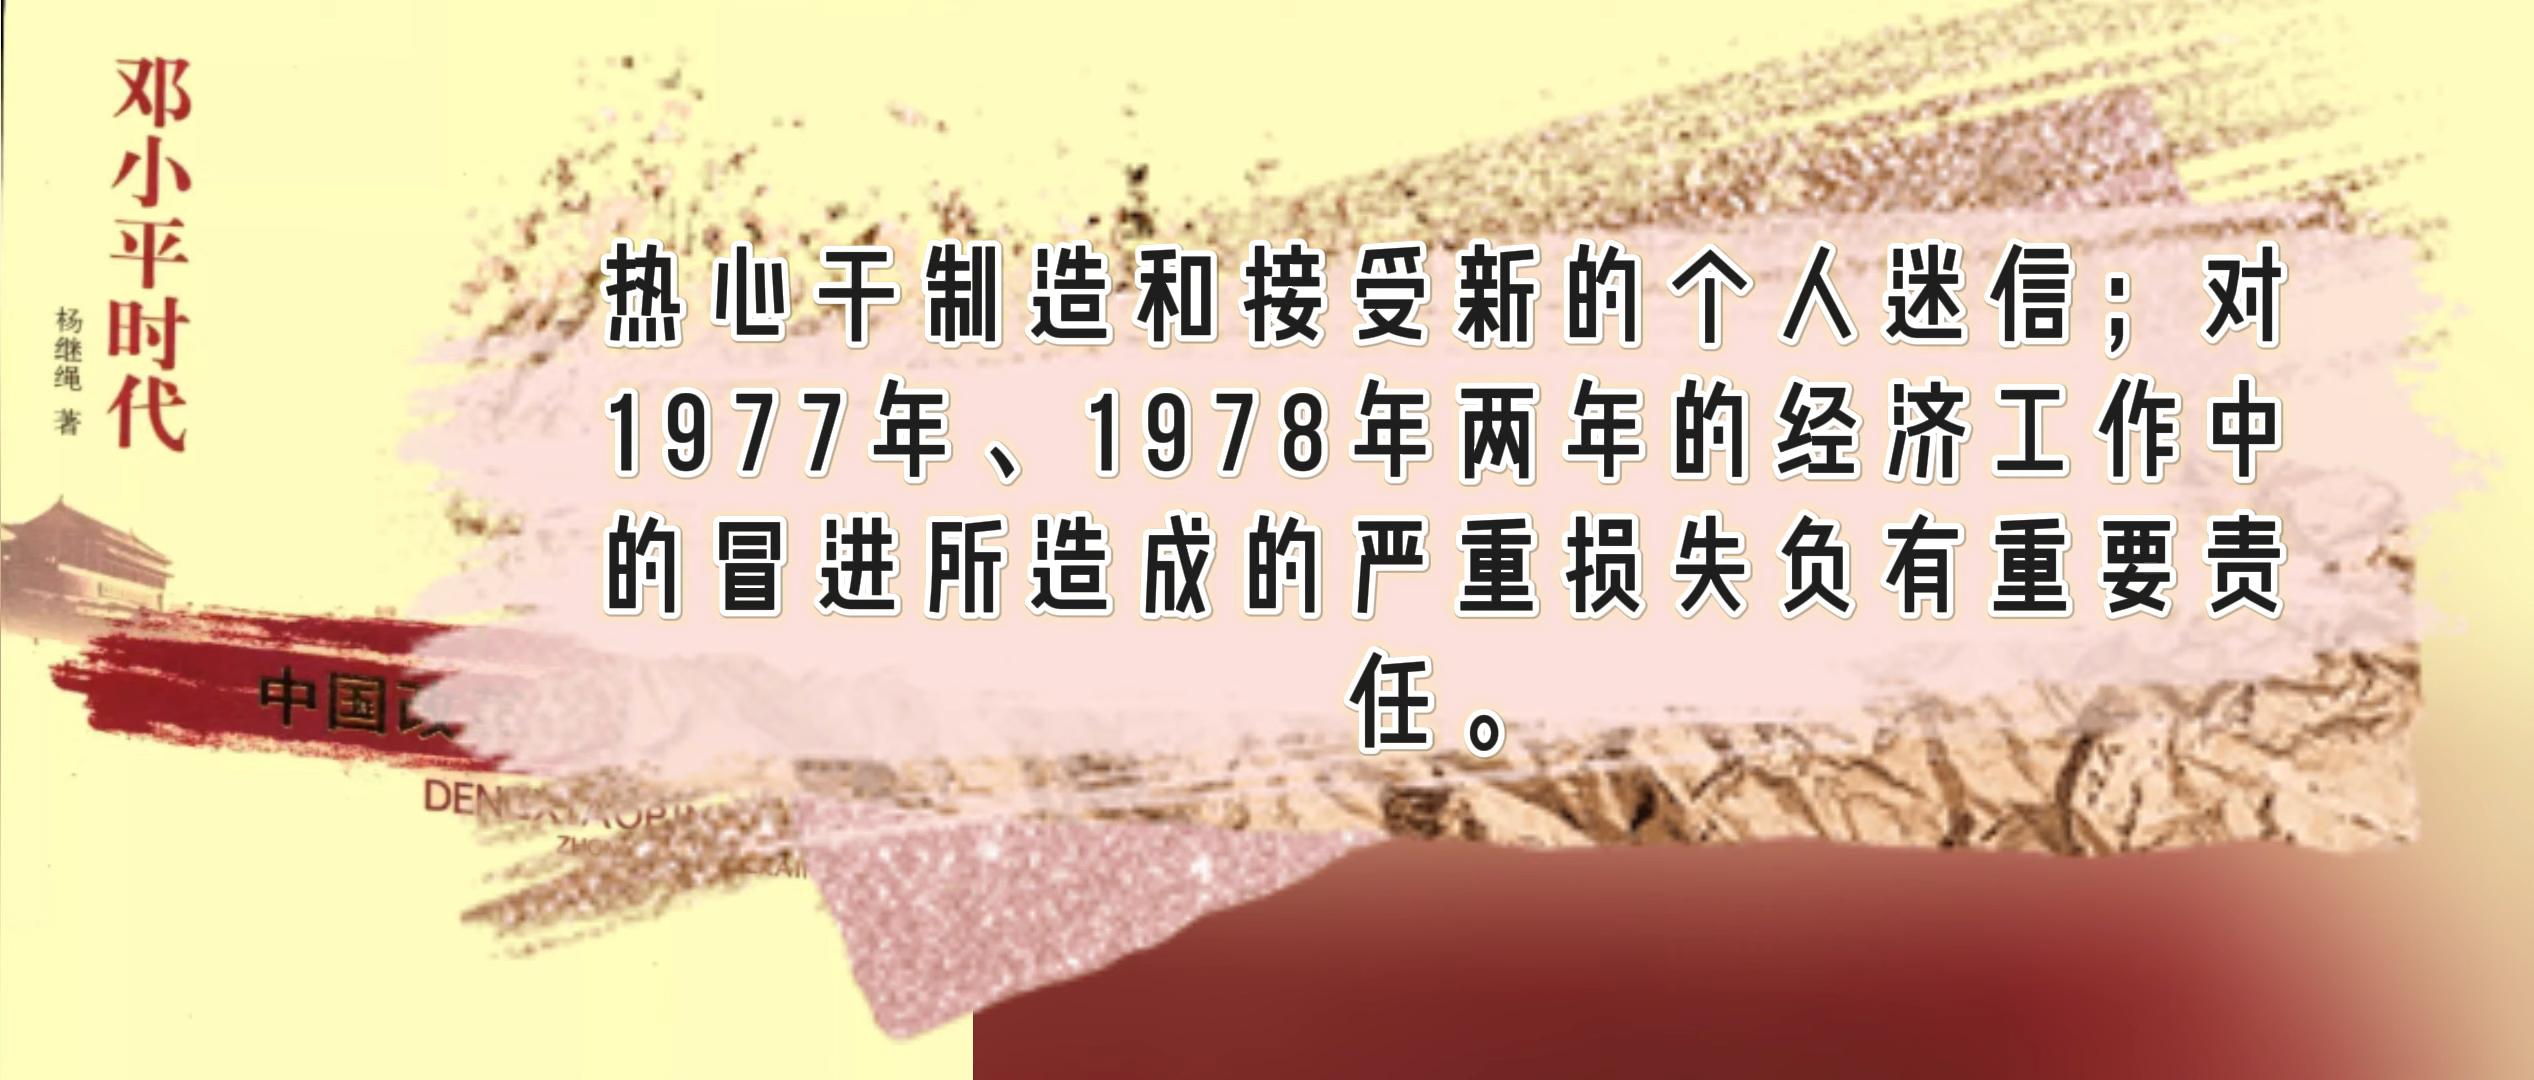 邓小平时代
杨继绳 著
热心于制造和接受新的个人迷信；对
1977年、1978年两年的经济工作中
的冒进所造成的严重损失负有重要责
任。
中国改